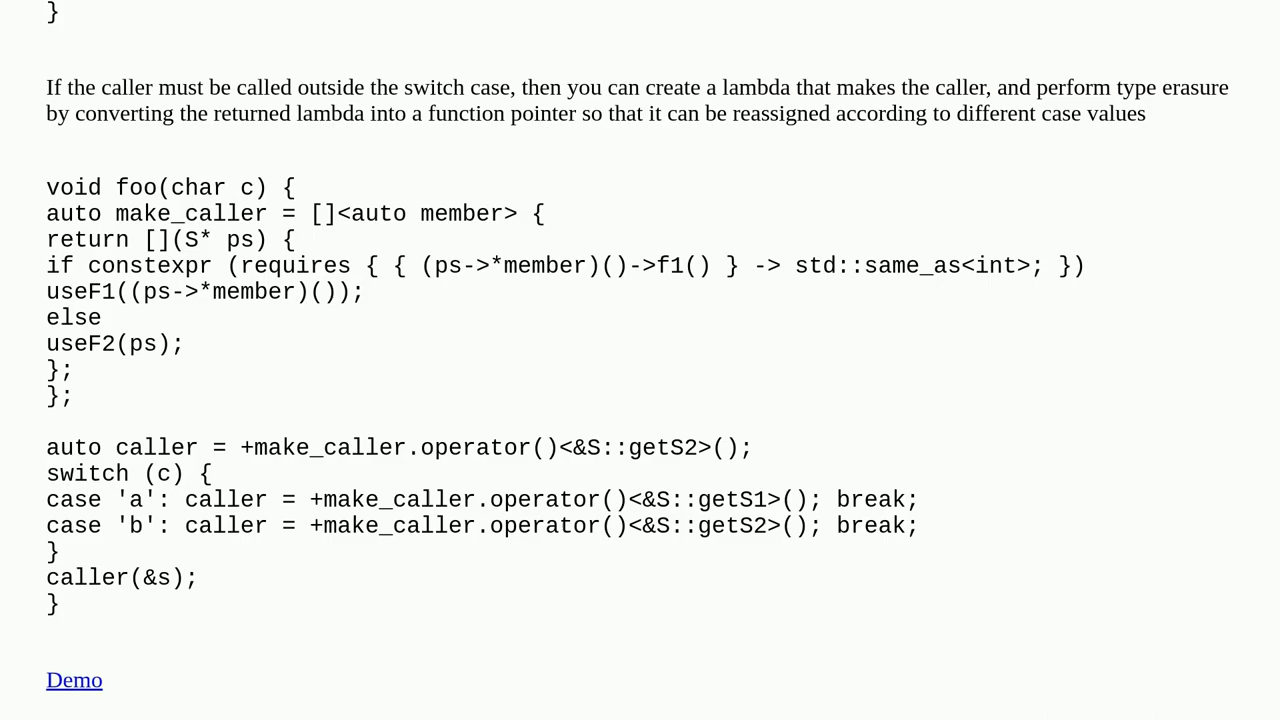 }
If the caller must be called outside the switch case, then you can create a lambda that makes the caller, and perform type erasure
by converting the returned lambda into a function pointer so that it can be reassigned according to different case values
void foo(char c) {
auto make_caller = []<auto member> {
return [](S* ps) {
if constexpr (requires { { (ps->*member)()->f1() } -> std::same_as<int>; })
useF1((ps->*member)());
else
useF2(ps);
};
};
auto caller = +make_caller.operator()<&S::getS2>();
switch (c) {
case 'a': caller = +make_caller.operator()<&S::getS1>(); break;
case 'b': caller = +make_caller.operator()<&S::getS2>(); break;
}
caller(&s);
}
Demo